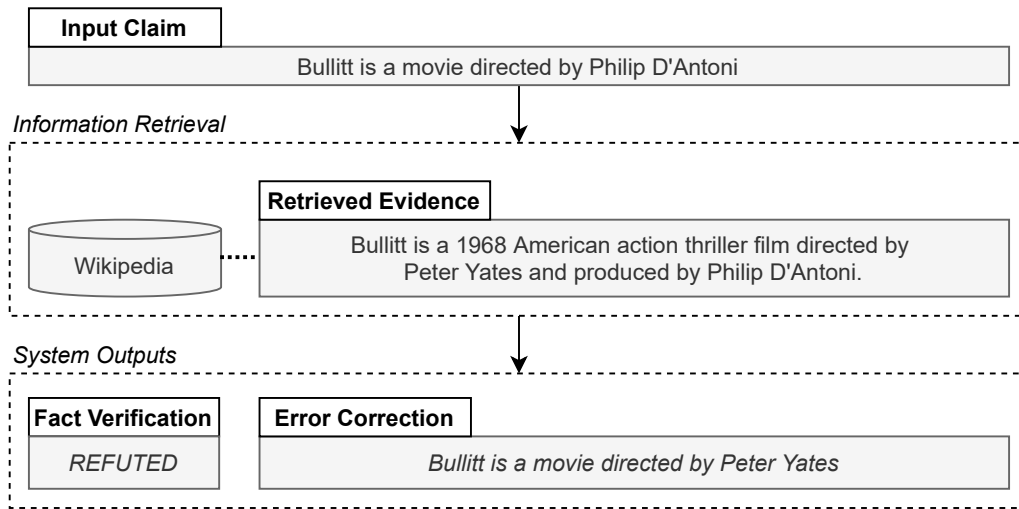 Input Claim
Bullitt is a movie directed by Philip D'Antoni
Information Retrieval
Retrieved Evidence
Wikipedia
Bullitt is a 1968 American action thriller film directed by
Peter Yates and produced by Philip D'Antoni.
System Outputs
Fact Verification
REFUTED
Error Correction
Bullitt is a movie directed by Peter Yates